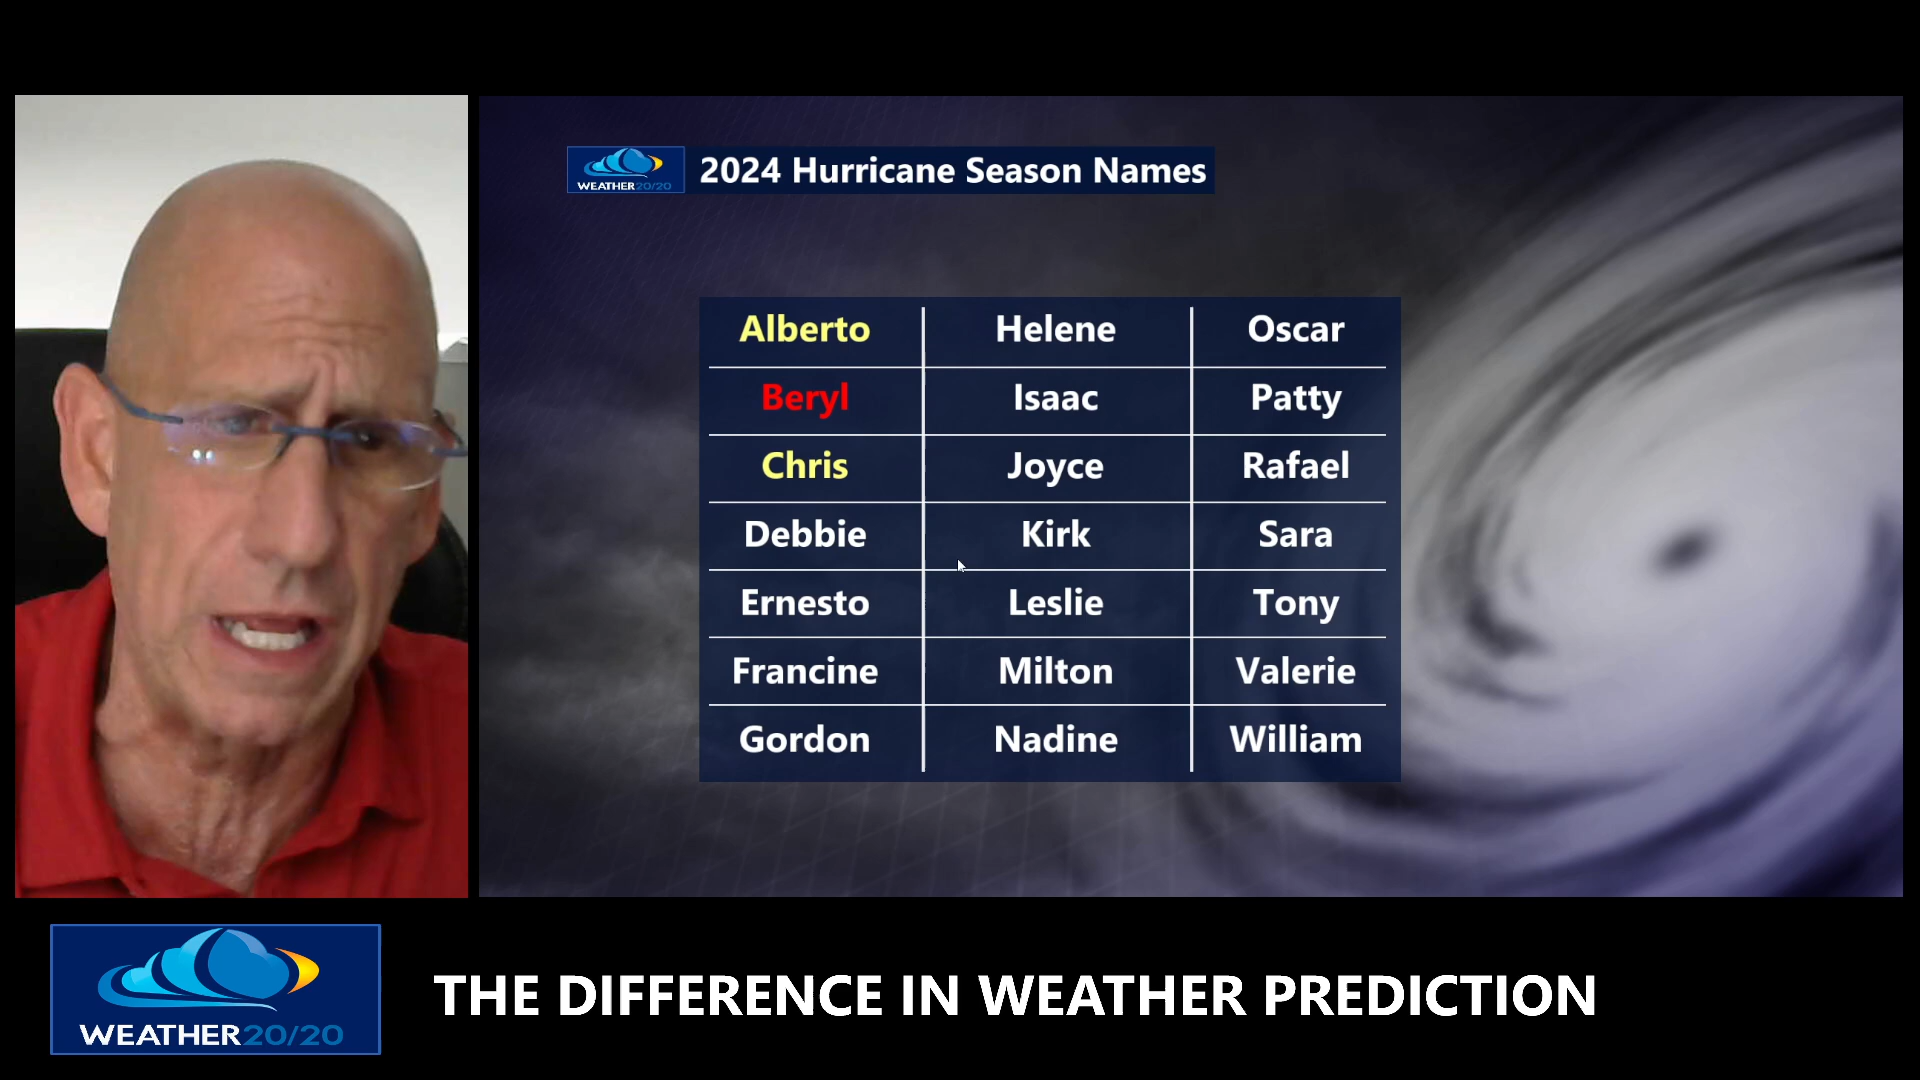 WEATHER20/20
2024 Hurricane Season Names
Alberto Helene Oscar
Beryl Isaac Patty
Chris Joyce Rafael
Debbie Kirk Sara
Ernesto Leslie Tony
Francine Milton Valerie
Gordon Nadine William
WEATHER20/20
THE DIFFERENCE IN WEATHER PREDICTION